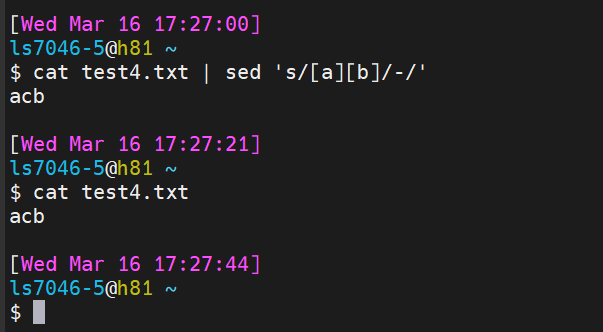 [Wed Mar 16 17:27:00]
ls7046-5@h81 ~
$ cat test4.txt | sed 's/[a][b]/-/'
acb
[Wed Mar 16 17:27:21]
ls7046-5@h81 ~
$ cat test4.txt
acb
[Wed Mar 16 17:27:44]
ls7046-5@h81 ~
$